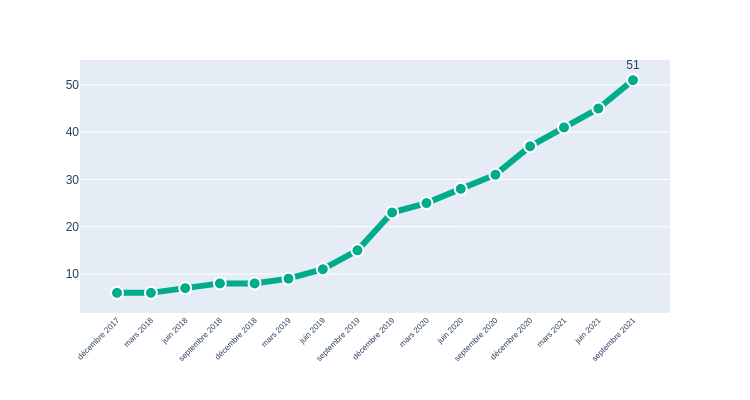 51
50
40
30
20
10
décembre 2017
mars 2018
juin 2018
septembre 2018
décembre 2018
mars 2019
juin 2019
septembre 2019
décembre 2019
mars 2020
juin 2020
septembre 2020
décembre 2020
mars 2021
juin 2021
septembre 2021